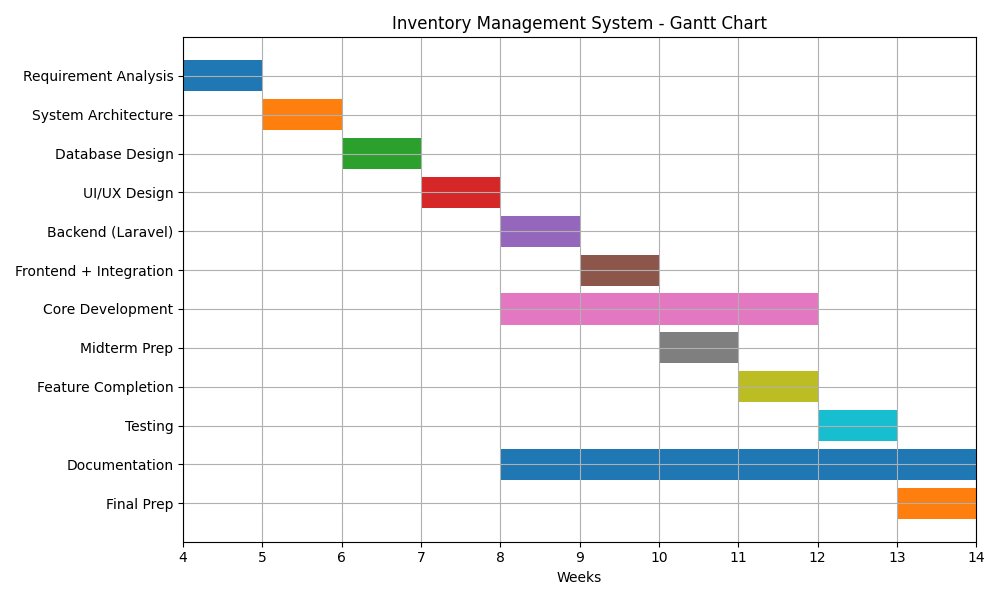 Inventory Management System - Gantt Chart
Requirement Analysis
System Architecture
Database Design
UI/UX Design
Backend (Laravel)
Frontend + Integration
Core Development
Midterm Prep
Feature Completion
Testing
Documentation
Final Prep
4 5 6 7 8 9 10 11 12 13 14
Weeks